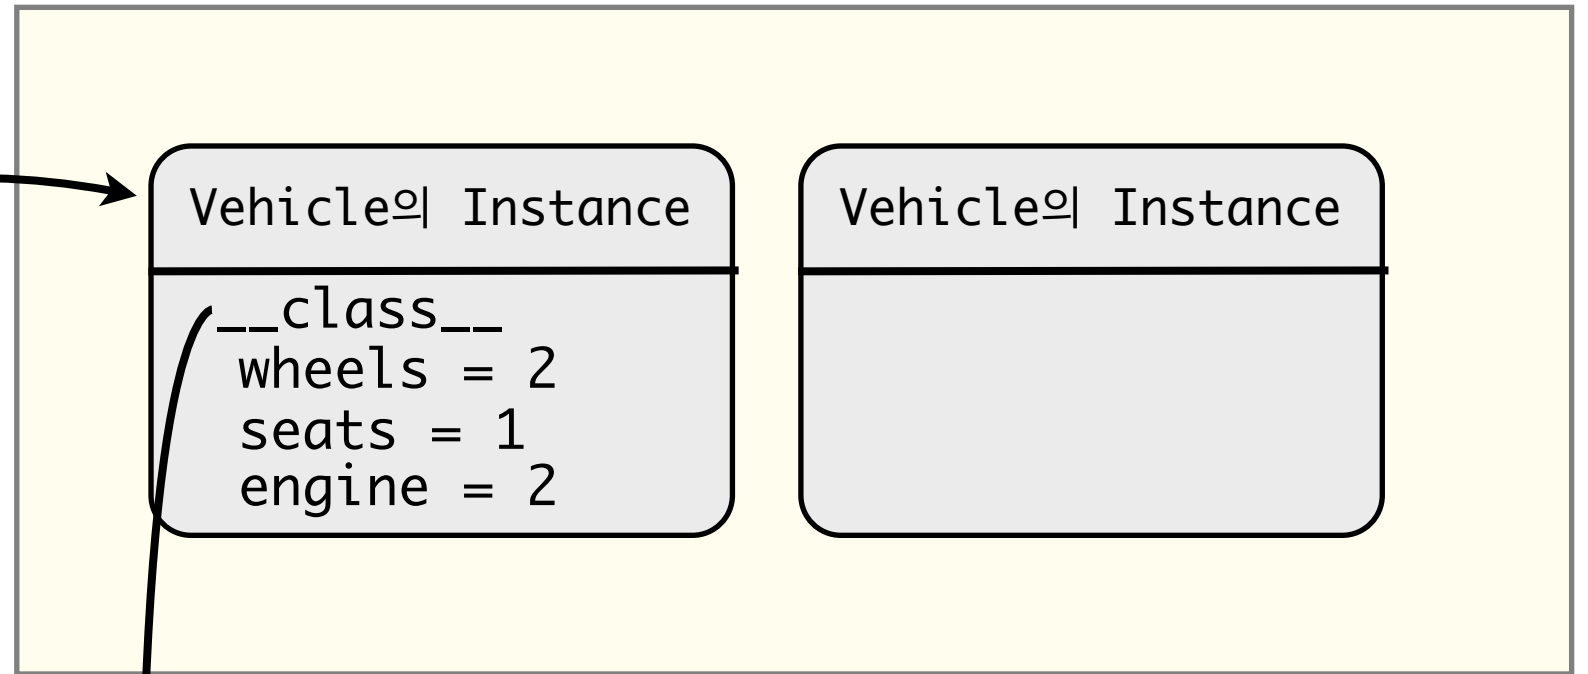 Vehicle의 Instance
__class__
wheels = 2
seats = 1
engine = 2
Vehicle의 Instance